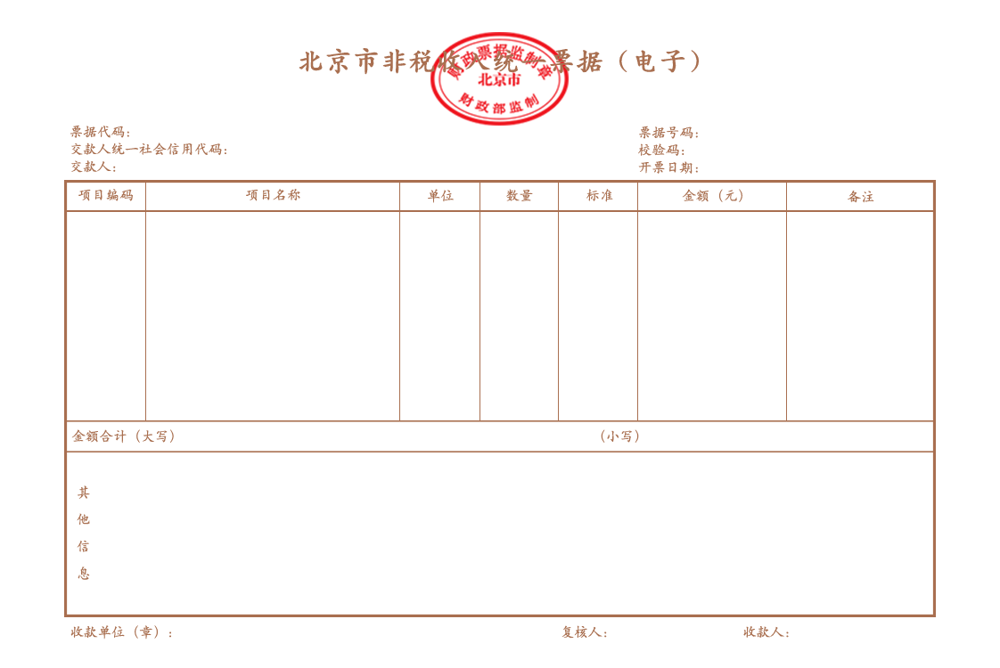 北京市非税收入统一票据（电子）
财政票据监制章
北京市
财政部监制
票据代码：
票据号码：
交款人统一社会信用代码：
校验码：
交款人：
开票日期：
项目编码 项目名称 单位 数量 标准 金额（元） 备注
金额合计（大写） （小写）
其
他
信
息
收款单位（章）： 复核人： 收款人：